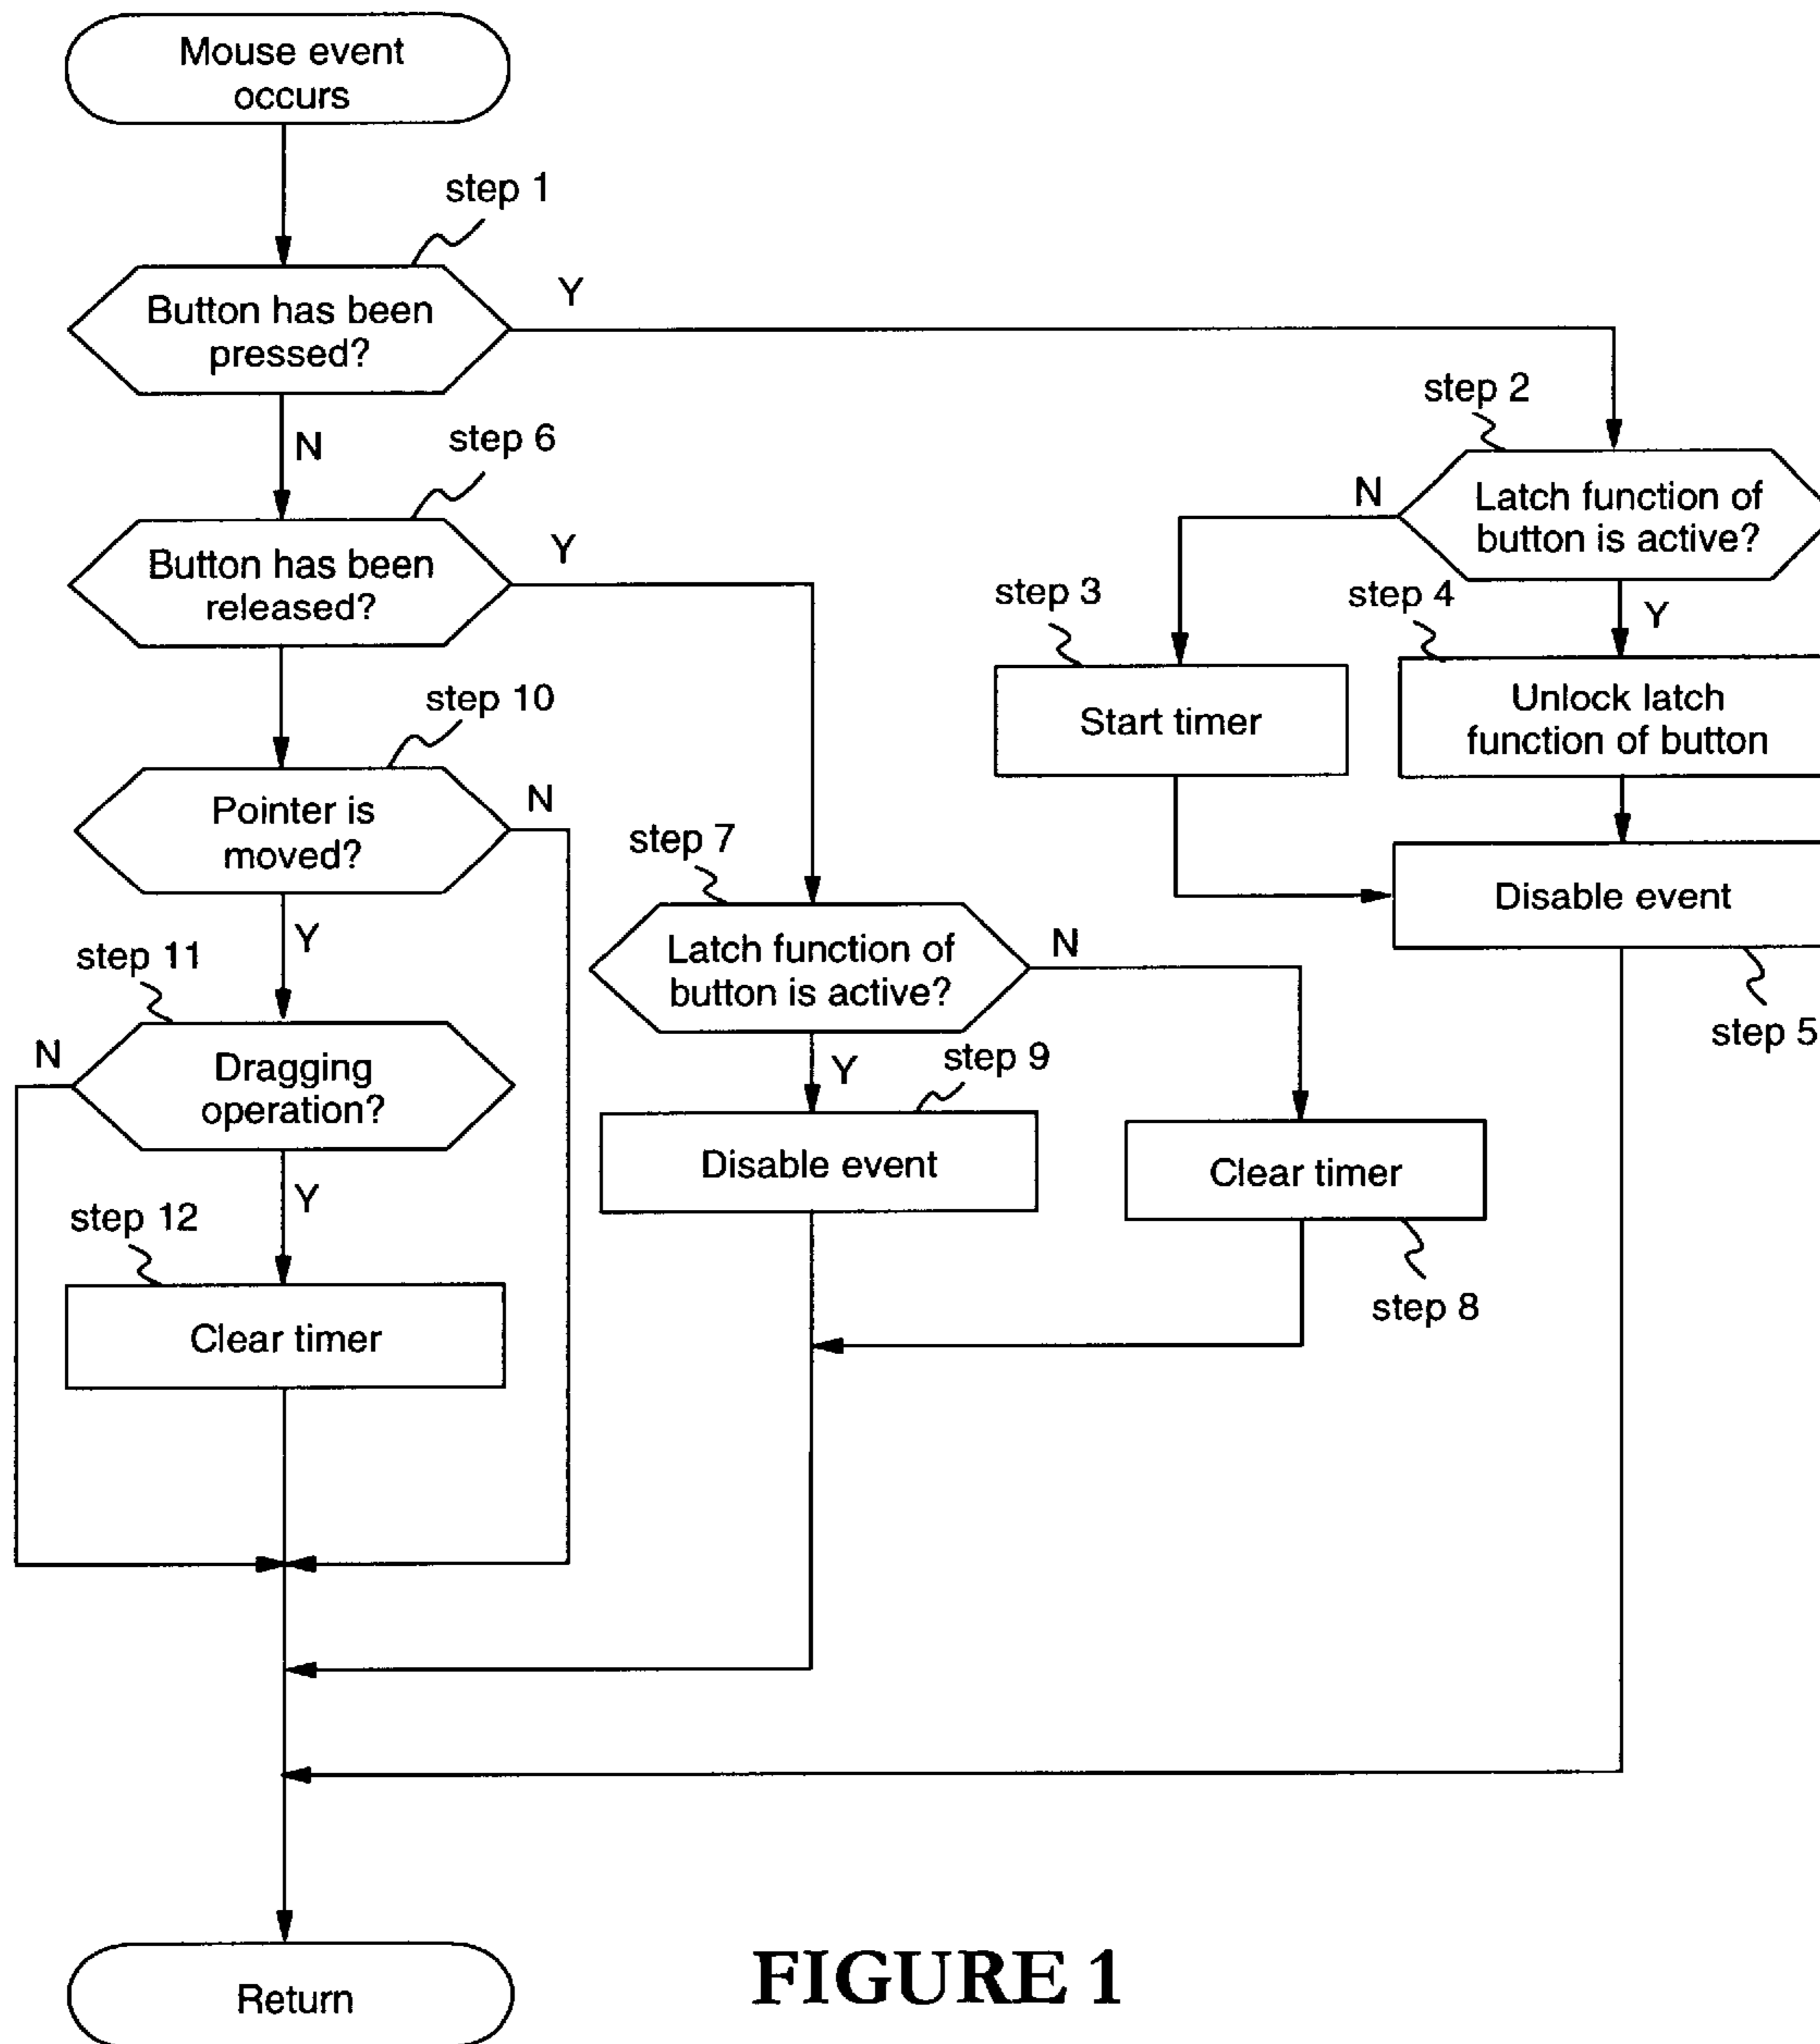 Mouse event
occurs
step 1
Button has been
pressed?
Y
N
step 2
Latch function of
button is active?
N
Y
step 3
Start timer
step 4
Unlock latch
function of button
Disable event
step 5
step 6
Button has been
released?
Y
step 7
Latch function of
button is active?
N
Y
step 9
Disable event
Clear timer
step 8
step 10
Pointer is
moved?
N
Y
step 11
Dragging
operation?
N
Y
step 12
Clear timer
Return
FIGURE 1